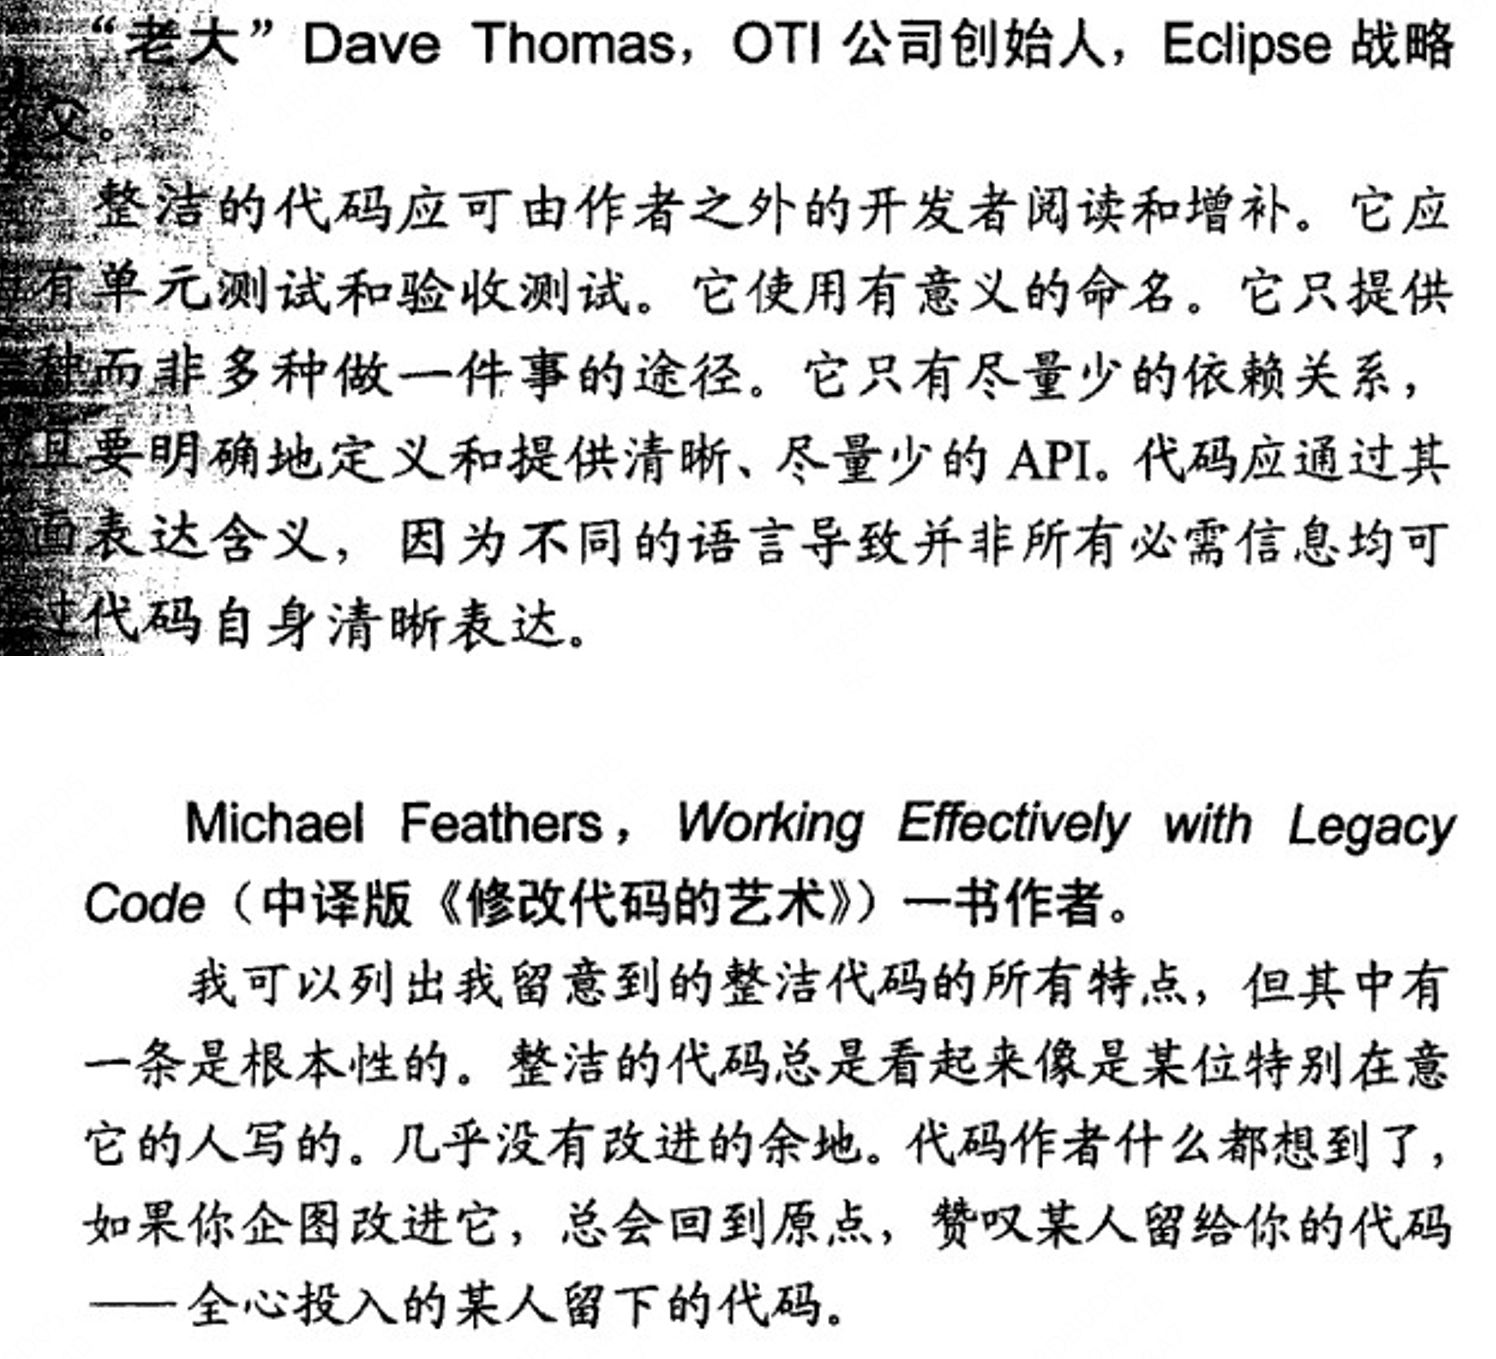 “老大”Dave Thomas，OTI 公司创始人，Eclipse 战略
父。
整洁的代码应可由作者之外的开发者阅读和增补。它应
有单元测试和验收测试。它使用有意义的命名。它只提供
种而非多种做一件事的途径。它只有尽量少的依赖关系，
且要明确地定义和提供清晰、尽量少的 API。代码应通过其
面表达含义，因为不同的语言导致并非所有必需信息均可
过代码自身清晰表达。
Michael Feathers，Working Effectively with Legacy
Code（中译版《修改代码的艺术》）一书作者。
我可以列出我留意到的整洁代码的所有特点，但其中有
一条是根本性的。整洁的代码总是看起来像是某位特别在意
它的人写的。几乎没有改进的余地。代码作者什么都想到了，
如果你企图改进它，总会回到原点，赞叹某人留给你的代码
——全心投入的某人留下的代码。